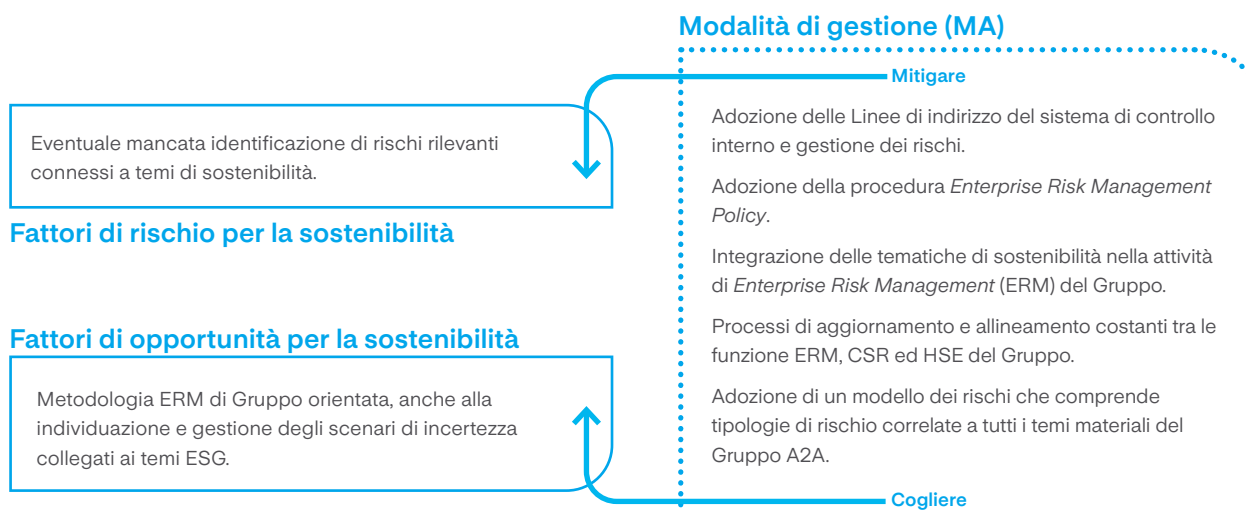 Modalità di gestione (MA)
Mitigare
Eventuale mancata identificazione di rischi rilevanti
connessi a temi di sostenibilità.
Fattori di rischio per la sostenibilità
Fattori di opportunità per la sostenibilità
Metodologia ERM di Gruppo orientata, anche alla
individuazione e gestione degli scenari di incertezza
collegati ai temi ESG.
Adozione delle Linee di indirizzo del sistema di controllo
interno e gestione dei rischi.
Adozione della procedura Enterprise Risk Management
Policy.
Integrazione delle tematiche di sostenibilità nella attività
di Enterprise Risk Management (ERM) del Gruppo.
Processi di aggiornamento e allineamento costanti tra le
funzione ERM, CSR ed HSE del Gruppo.
Adozione di un modello dei rischi che comprende
tipologie di rischio correlate a tutti i temi materiali del
Gruppo A2A.
Cogliere